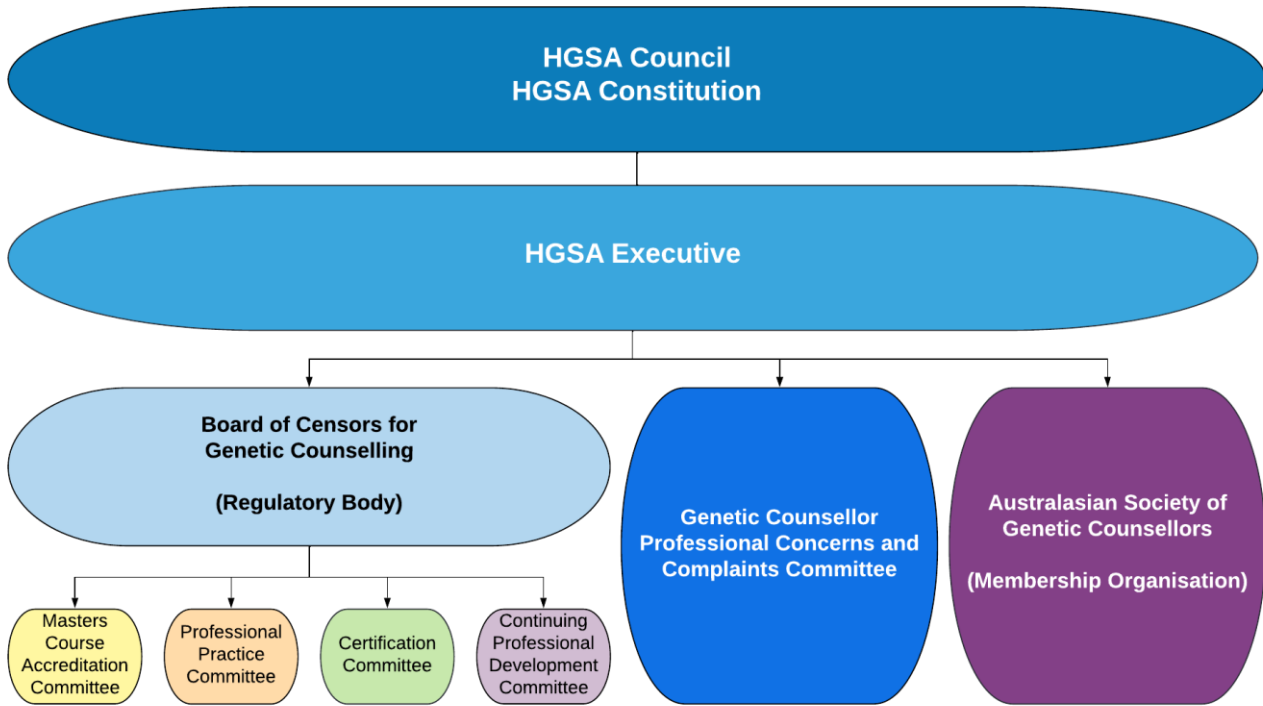 HGSA Council
HGSA Constitution
HGSA Executive
Board of Censors for
Genetic Counselling
(Regulatory Body)
Genetic Counsellor
Professional Concerns and
Complaints Committee
Australasian Society of
Genetic Counsellors
(Membership Organisation)
Masters
Course
Accreditation
Committee
Professional
Practice
Committee
Certification
Committee
Continuing
Professional
Development
Committee